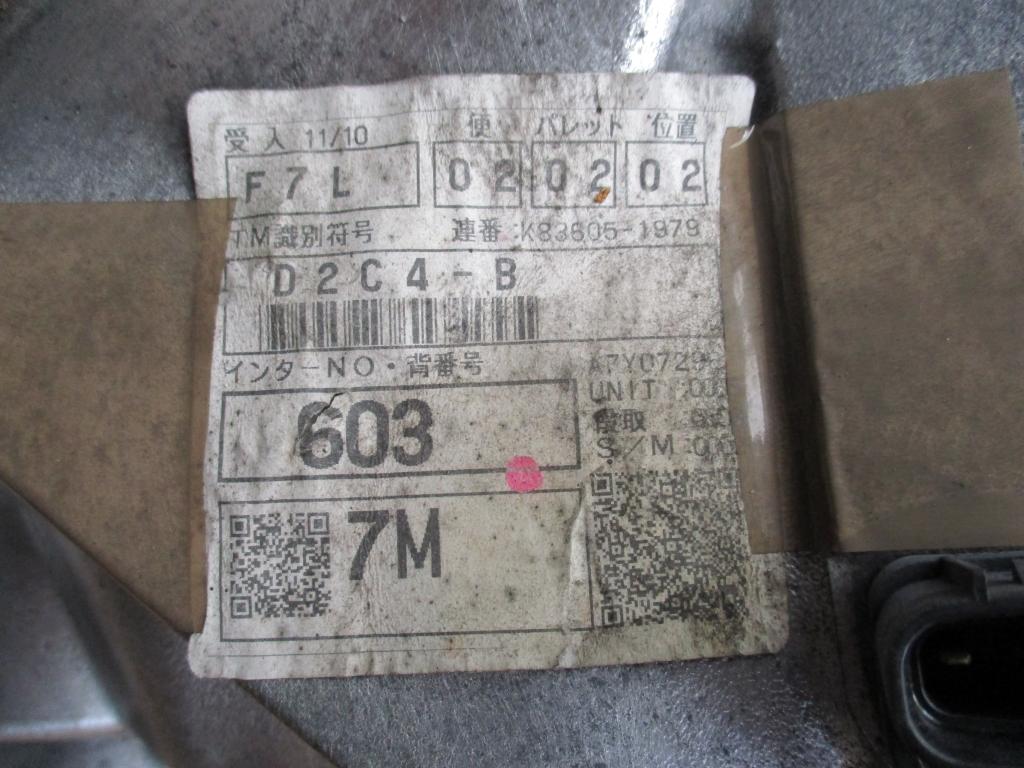 受入 11/10 便 パレット 位置
F7L 02 02 02
TM識別符号 連番:K83605-1979
D2C4-B
インターNO・背番号
603
UNIT
S/M
7M